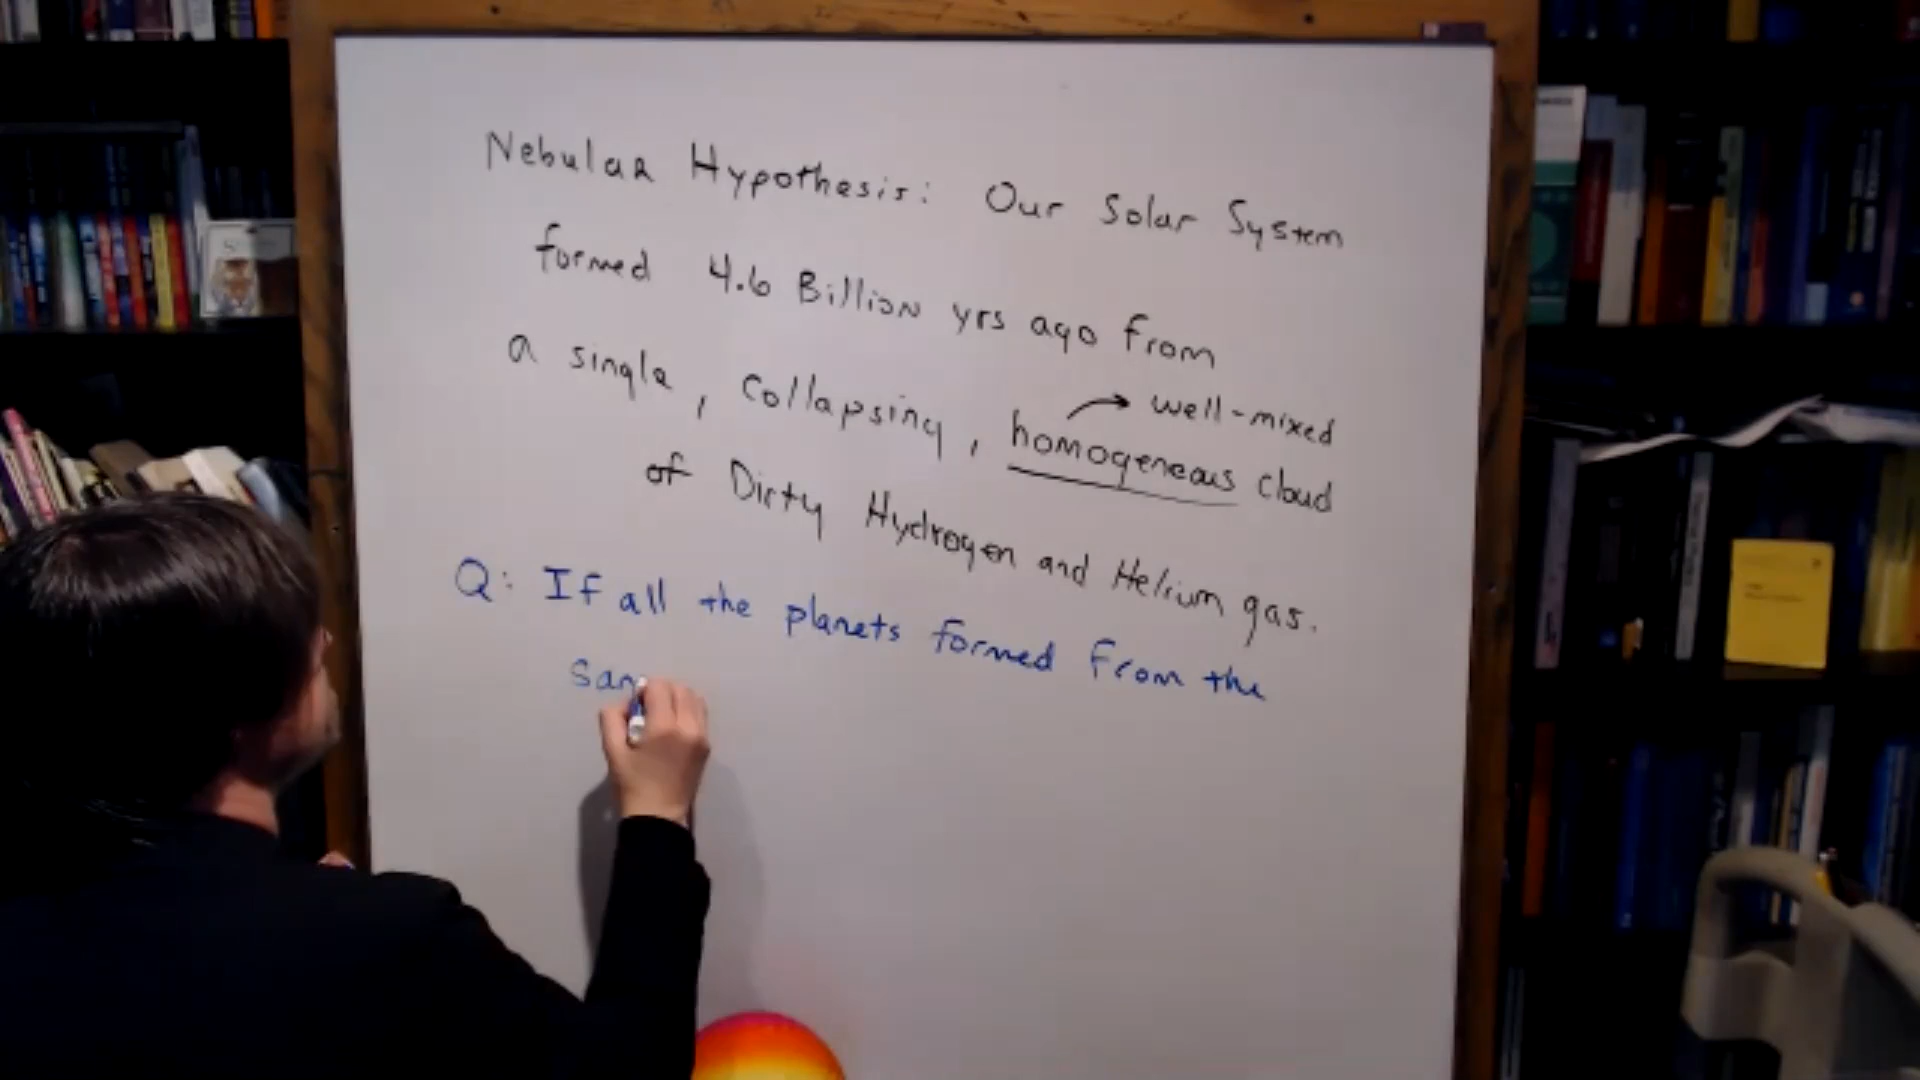 Nebular Hypothesis: Our Solar System
formed 4.6 Billion yrs ago from
well-mixed
a single, collapsing, homogeneous cloud
of Dirty Hydrogen and Helium gas.
Q: If all the planets formed from the